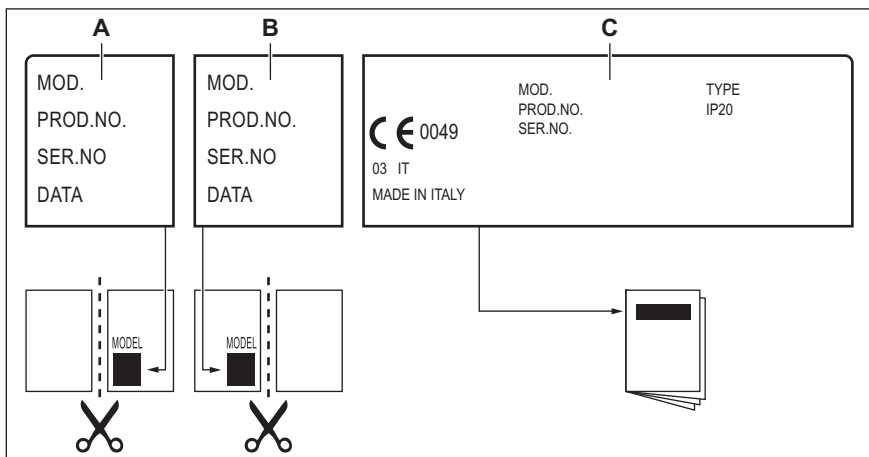 A
B
C
MOD.
PROD.NO.
SER.NO
DATA
MOD.
PROD.NO.
SER.NO
DATA
MOD.
PROD.NO.
SER.NO.
TYPE
IP20
CE 0049
03 IT
MADE IN ITALY
MODEL
MODEL